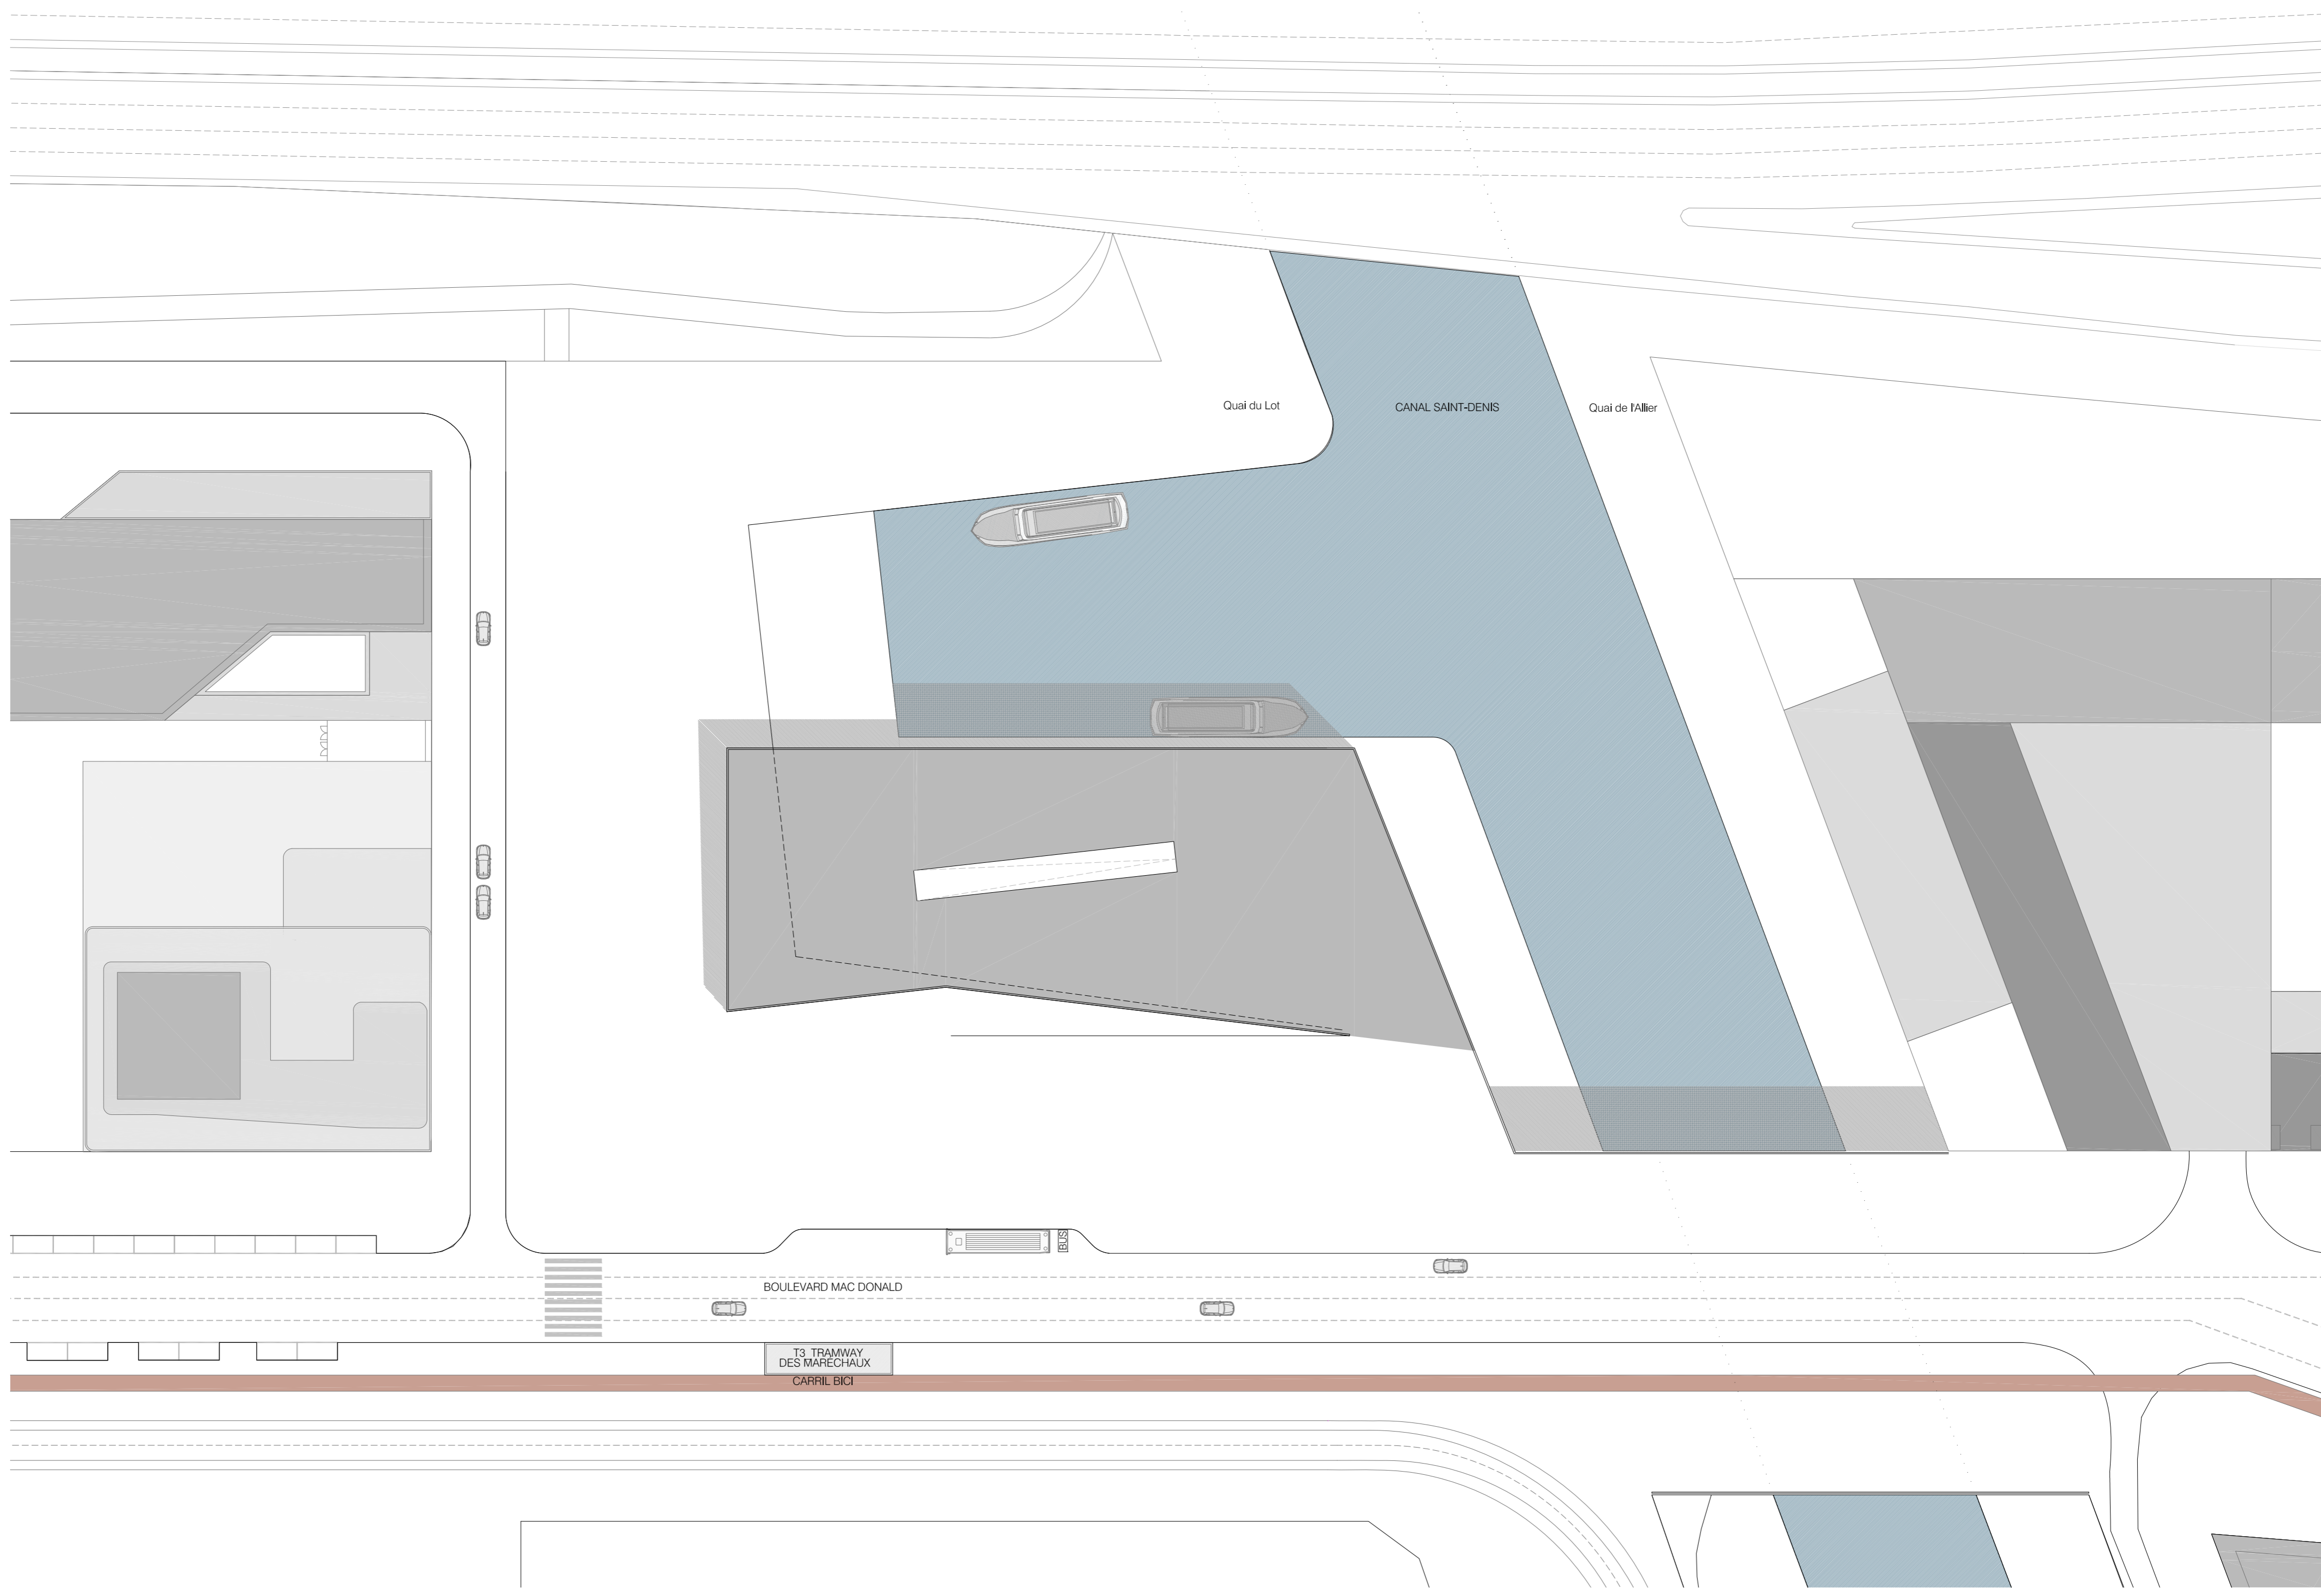 Quai du Lot
CANAL SAINT-DENIS
Quai de l'Allier
BUS
BOULEVARD MAC DONALD
T3 TRAMWAY
DES MARÉCHAUX
CARRIL BICI